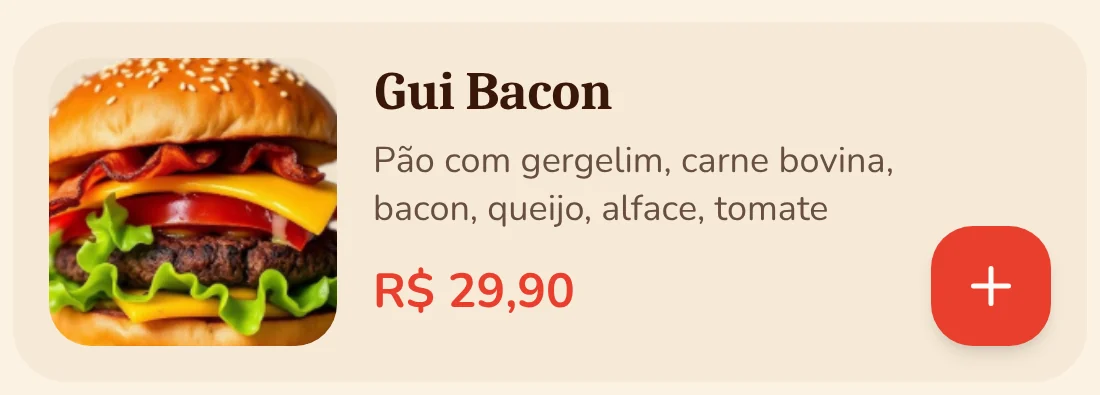 Gui Bacon
Pão com gergelim, carne bovina,
bacon, queijo, alface, tomate
R$ 29,90